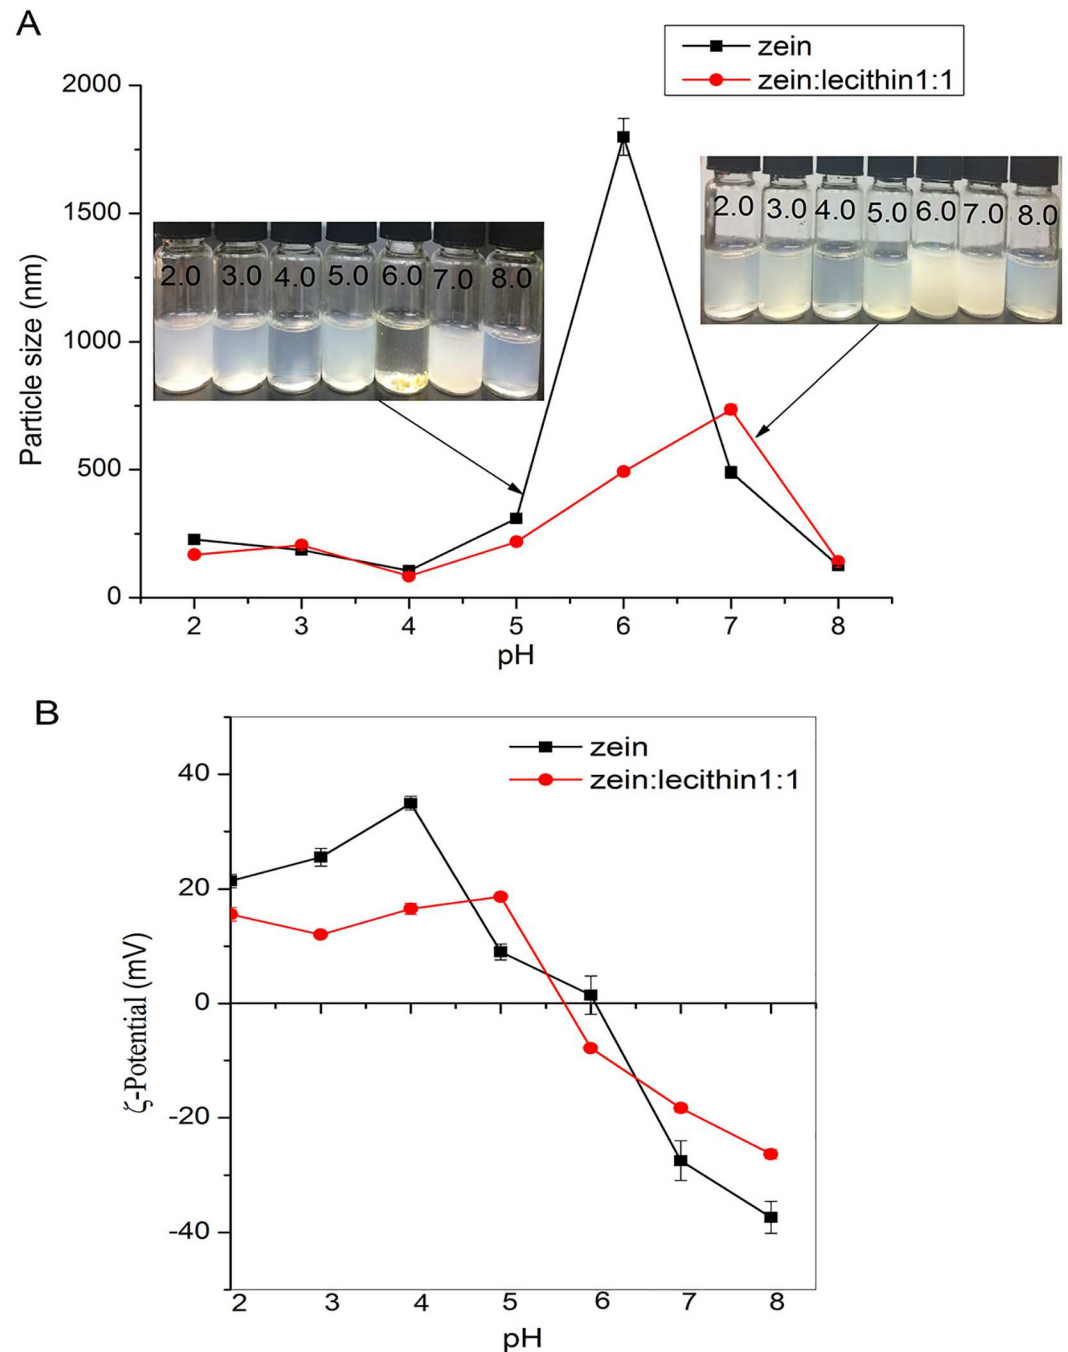 A
zein
zein:lecithin1:1
2000
1500
1000
500
0
Particle size (nm)
2.0 3.0 4.0 5.0 6.0 7.0 8.0
2.0 3.0 4.0 5.0 6.0 7.0 8.0
2 3 4 5 6 7 8
pH
B
zein
zein:lecithin1:1
40
20
0
-20
-40
ζ-Potential (mV)
2 3 4 5 6 7 8
pH